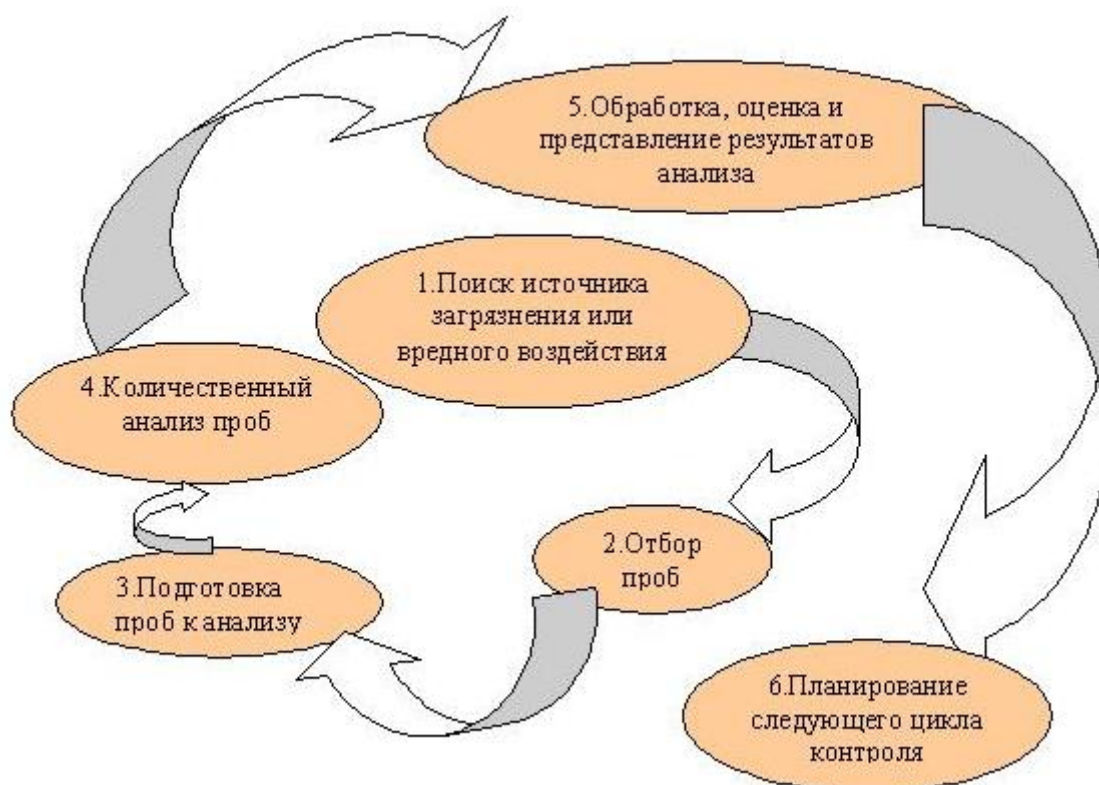 1.Поиск источника
загрязнения или
вредного воздействия
2.Отбор
проб
3.Подготовка
проб к анализу
4.Количественный
анализ проб
5.Обработка, оценка и
представление результатов
анализа
6.Планирование
следующего цикла
контроля